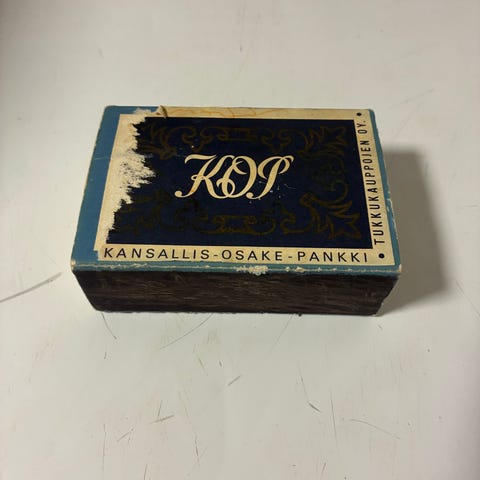 KOP
KANSALLIS-OSAKE-PANKKI
• TUKKUKAUPPOJEN OY. •